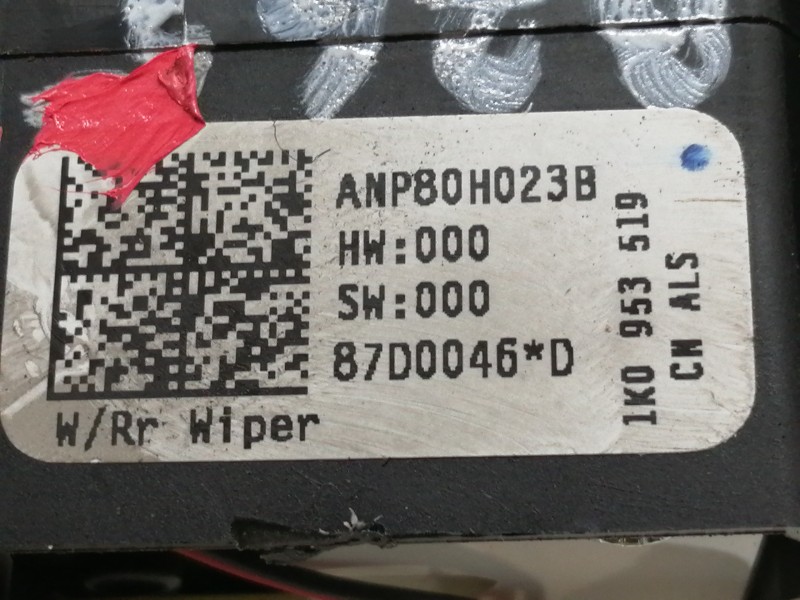 ANP80H023B
HW:000
SW:000
87D0046*D
W/Rr Wiper
1K0 953 519
CN ALS